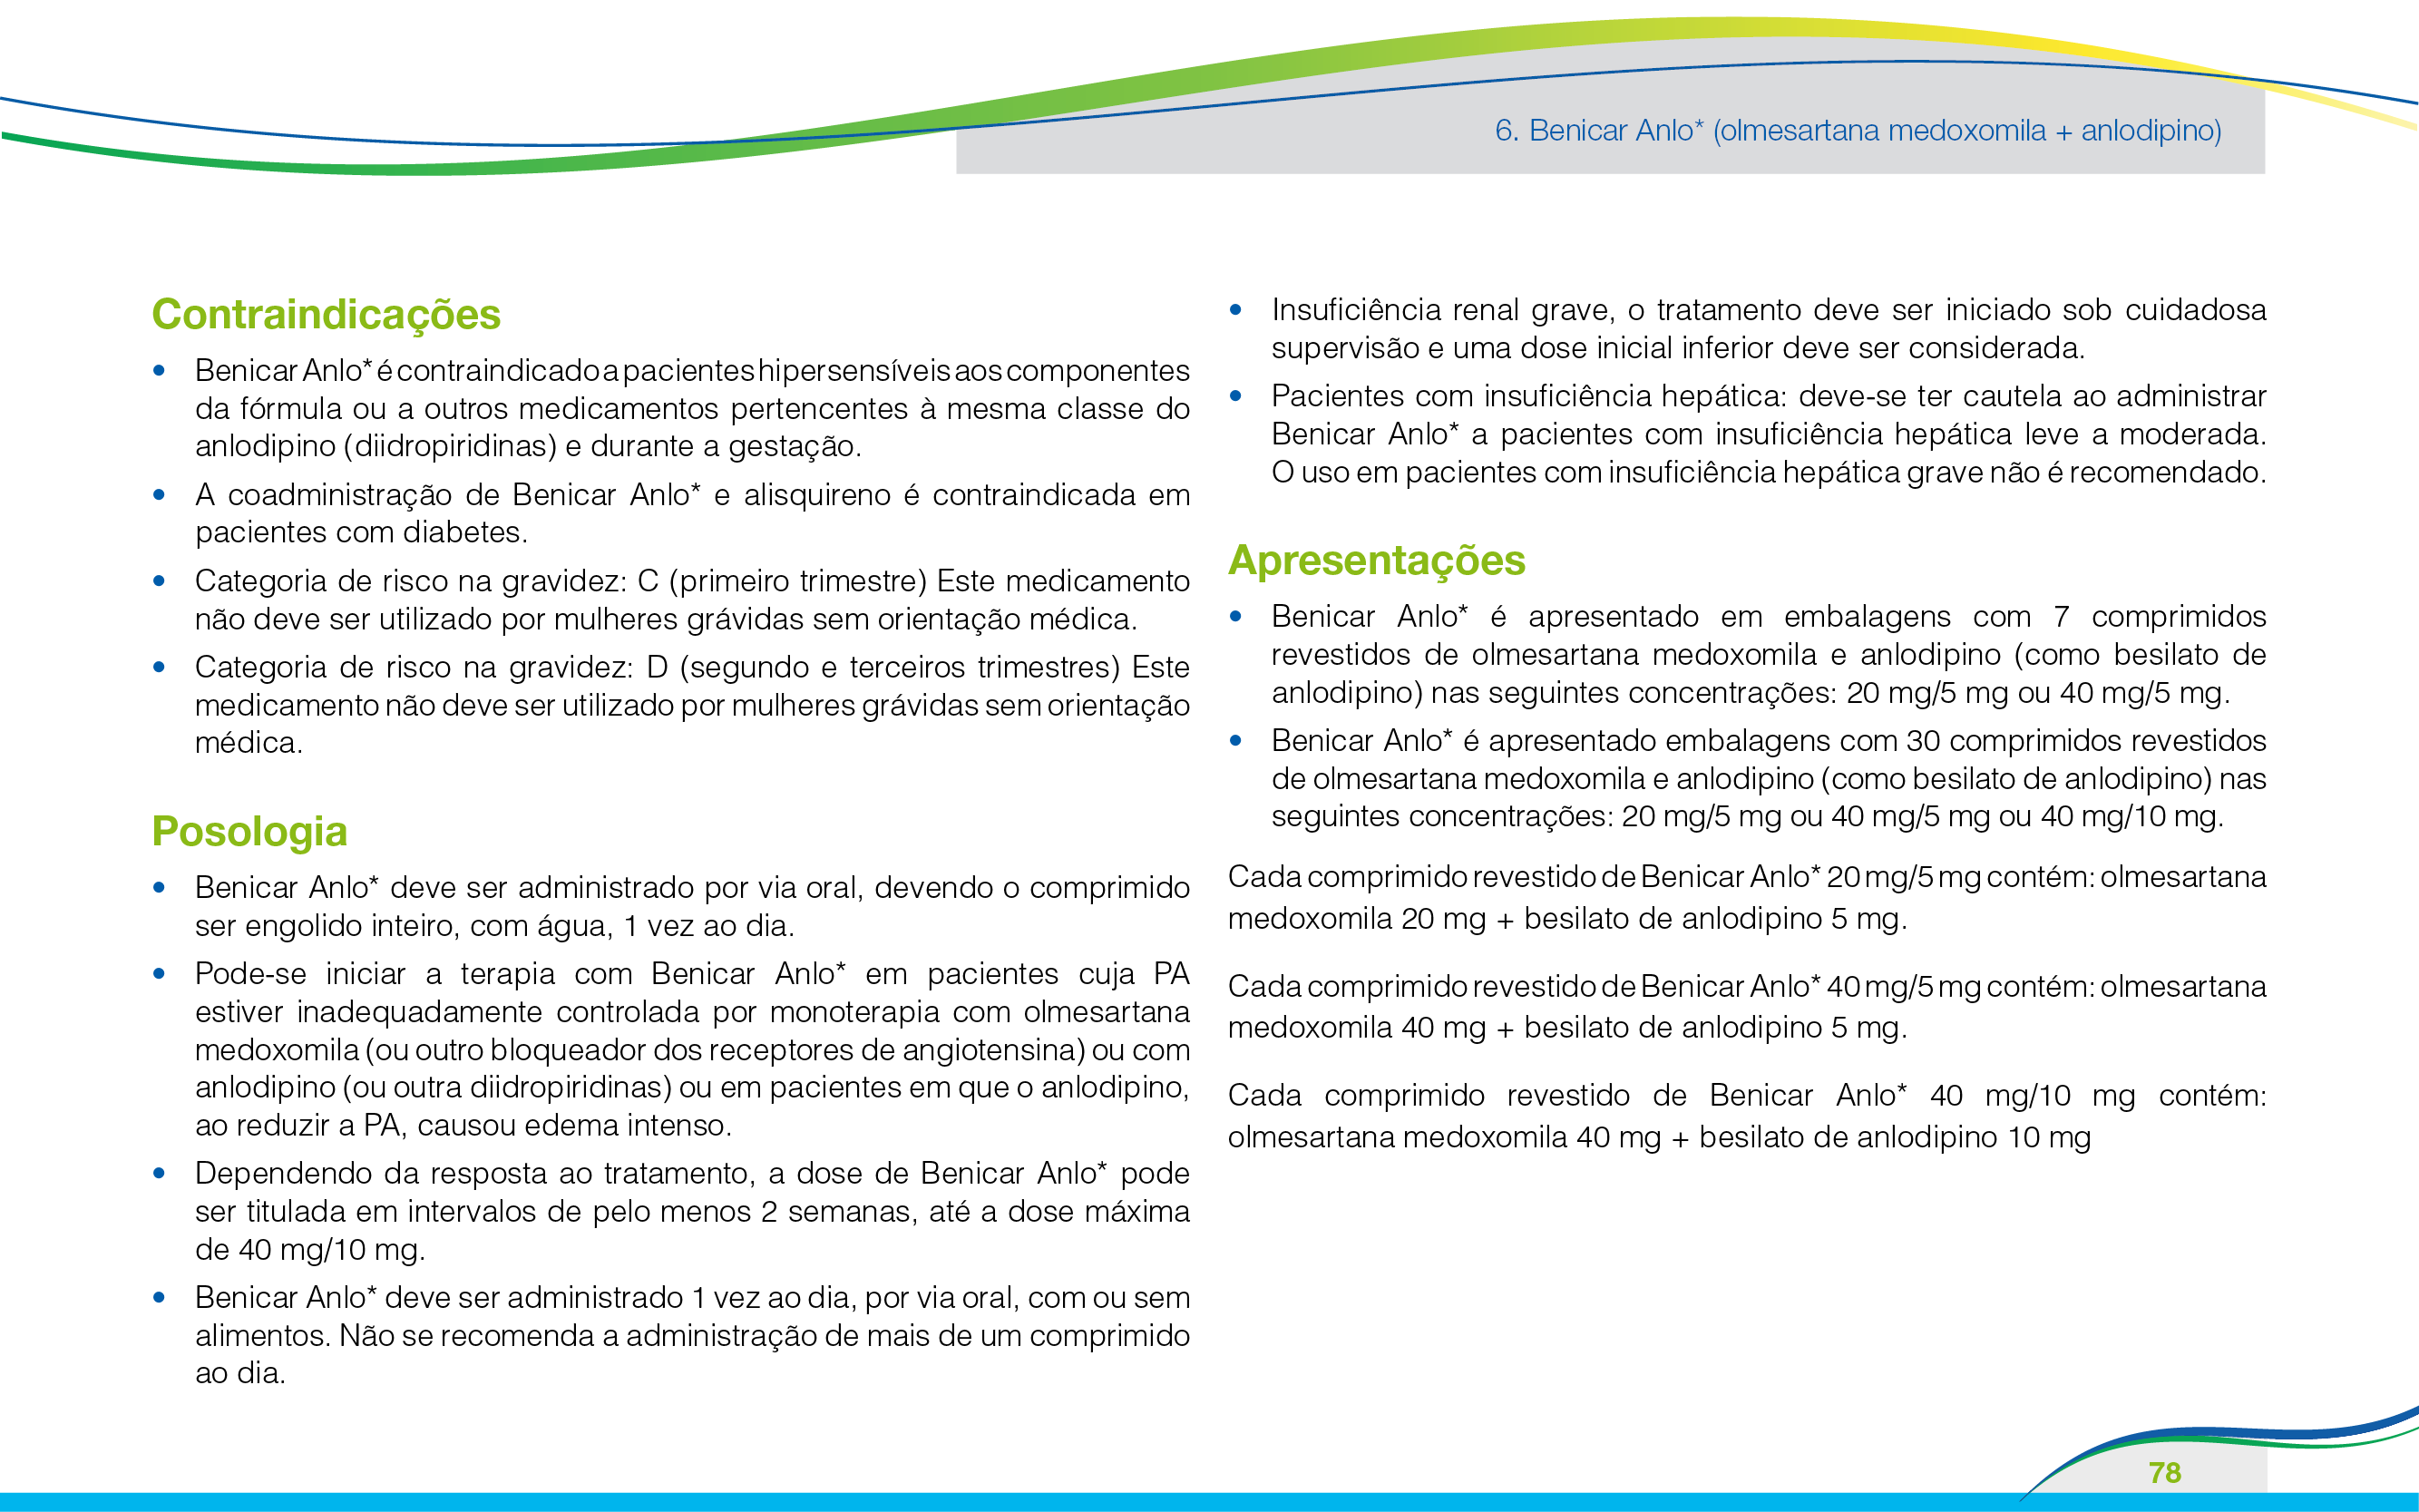 6. Benicar Anlo* (olmesartana medoxomila + anlodipino)
Contraindicações
• Benicar Anlo* é contraindicado a pacientes hipersensíveis aos componentes
da fórmula ou a outros medicamentos pertencentes à mesma classe do
anlodipino (diidropiridinas) e durante a gestação.
• A coadministração de Benicar Anlo* e alisquireno é contraindicada em
pacientes com diabetes.
• Categoria de risco na gravidez: C (primeiro trimestre) Este medicamento
não deve ser utilizado por mulheres grávidas sem orientação médica.
• Categoria de risco na gravidez: D (segundo e terceiros trimestres) Este
medicamento não deve ser utilizado por mulheres grávidas sem orientação
médica.
Posologia
• Benicar Anlo* deve ser administrado por via oral, devendo o comprimido
ser engolido inteiro, com água, 1 vez ao dia.
• Pode-se iniciar a terapia com Benicar Anlo* em pacientes cuja PA
estiver inadequadamente controlada por monoterapia com olmesartana
medoxomila (ou outro bloqueador dos receptores de angiotensina) ou com
anlodipino (ou outra diidropiridinas) ou em pacientes em que o anlodipino,
ao reduzir a PA, causou edema intenso.
• Dependendo da resposta ao tratamento, a dose de Benicar Anlo* pode
ser titulada em intervalos de pelo menos 2 semanas, até a dose máxima
de 40 mg/10 mg.
• Benicar Anlo* deve ser administrado 1 vez ao dia, por via oral, com ou sem
alimentos. Não se recomenda a administração de mais de um comprimido
ao dia.
• Insuficiência renal grave, o tratamento deve ser iniciado sob cuidadosa
supervisão e uma dose inicial inferior deve ser considerada.
• Pacientes com insuficiência hepática: deve-se ter cautela ao administrar
Benicar Anlo* a pacientes com insuficiência hepática leve a moderada.
O uso em pacientes com insuficiência hepática grave não é recomendado.
Apresentações
• Benicar Anlo* é apresentado em embalagens com 7 comprimidos
revestidos de olmesartana medoxomila e anlodipino (como besilato de
anlodipino) nas seguintes concentrações: 20 mg/5 mg ou 40 mg/5 mg.
• Benicar Anlo* é apresentado embalagens com 30 comprimidos revestidos
de olmesartana medoxomila e anlodipino (como besilato de anlodipino) nas
seguintes concentrações: 20 mg/5 mg ou 40 mg/5 mg ou 40 mg/10 mg.
Cada comprimido revestido de Benicar Anlo* 20 mg/5 mg contém: olmesartana
medoxomila 20 mg + besilato de anlodipino 5 mg.
Cada comprimido revestido de Benicar Anlo* 40 mg/5 mg contém: olmesartana
medoxomila 40 mg + besilato de anlodipino 5 mg.
Cada comprimido revestido de Benicar Anlo* 40 mg/10 mg contém:
olmesartana medoxomila 40 mg + besilato de anlodipino 10 mg
78